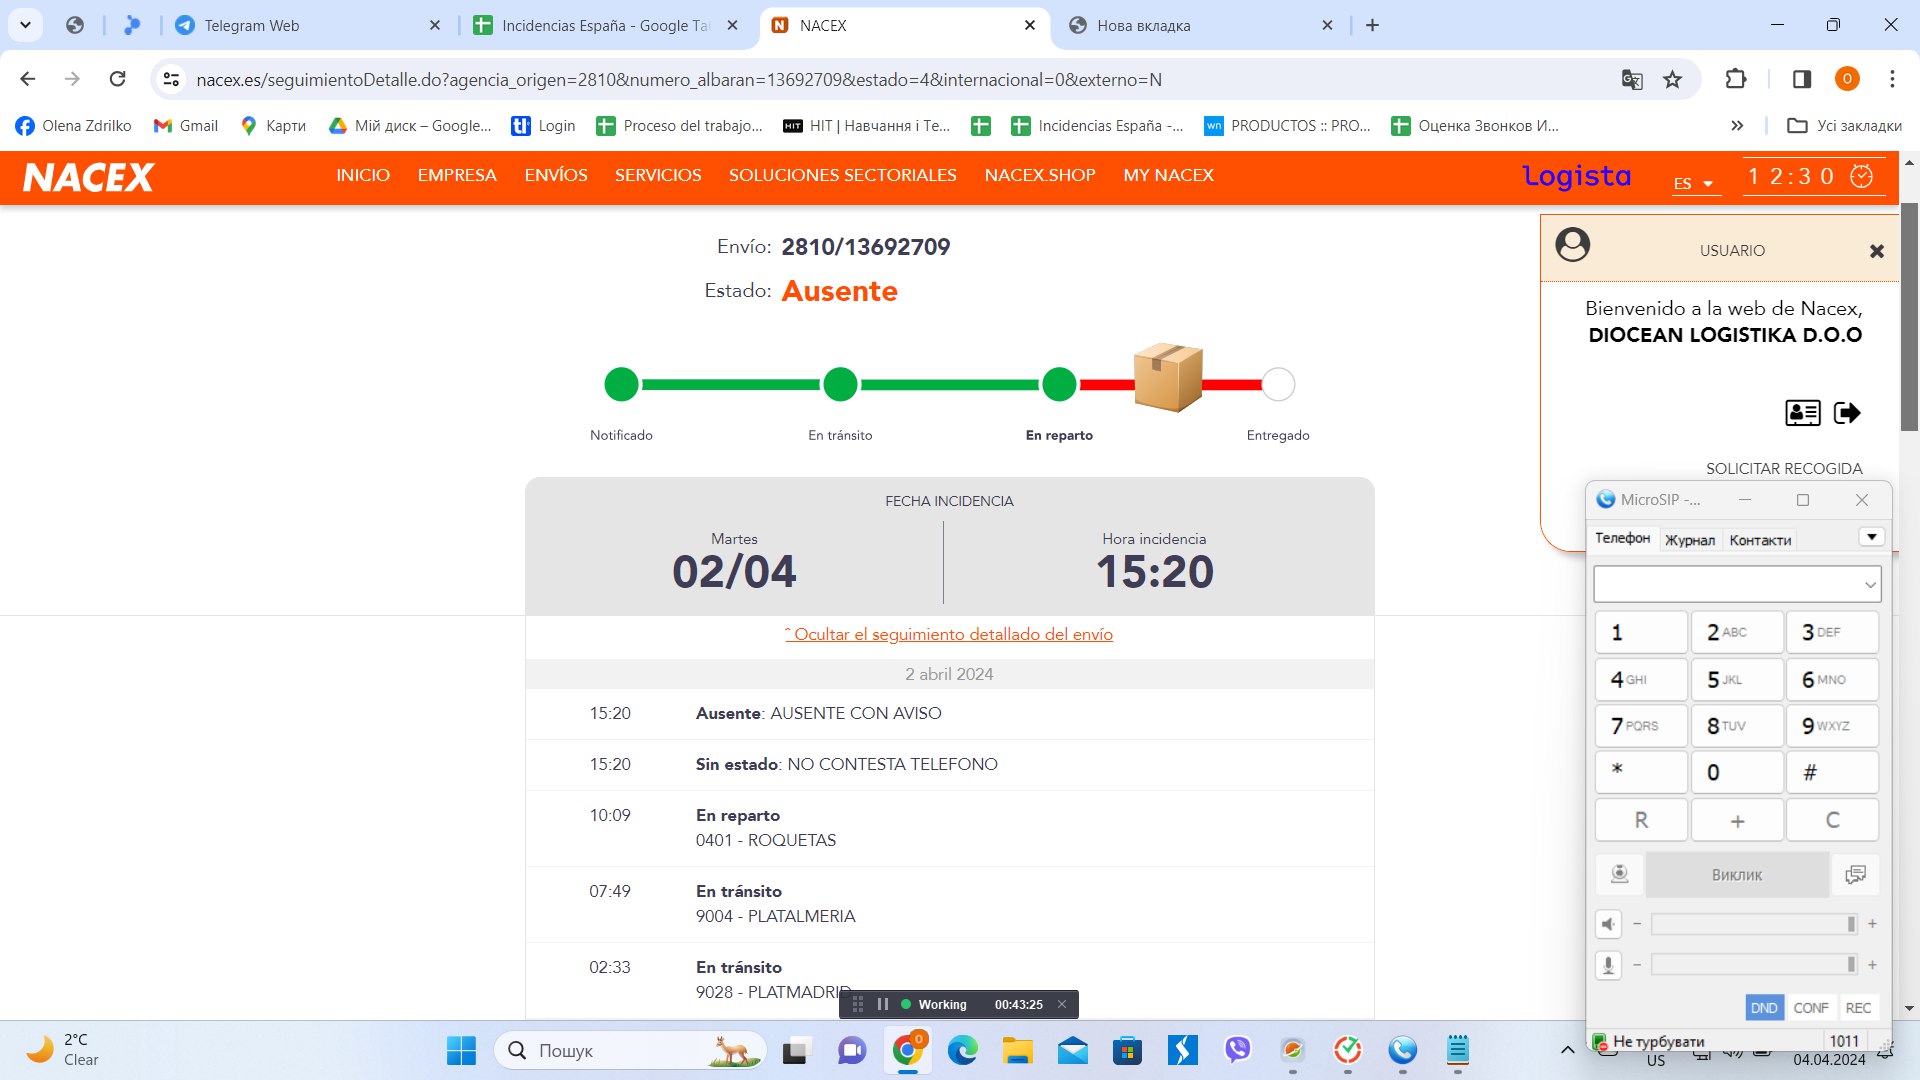 Telegram Web
Incidencias España - Google Ta
NACEX
Нова вкладка
nacex.es/seguimientoDetalle.do?agencia_origen=2810&numero_albaran=13692709&estado=4&internacional=0&externo=N
O
Olena Zdrilko
Gmail
Карти
Мій диск – Google...
Login
Proceso del trabajo...
HIT | Навчання і Те...
Incidencias España -...
PRODUCTOS :: PRO...
Оценка Звонков И...
Усі закладки
NACEX
INICIO
EMPRESA
ENVÍOS
SERVICIOS
SOLUCIONES SECTORIALES
NACEX.SHOP
MY NACEX
logista
ES
12:30
Envío: 2810/13692709
Estado: Ausente
USUARIO
Bienvenido a la web de Nacex,
DIOCEAN LOGISTIKA D.O.O
SOLICITAR RECOGIDA
Notificado
En tránsito
En reparto
Entregado
FECHA INCIDENCIA
Martes
02/04
Hora incidencia
15:20
ˆ Ocultar el seguimiento detallado del envío
2 abril 2024
15:20 Ausente: AUSENTE CON AVISO
15:20 Sin estado: NO CONTESTA TELEFONO
10:09 En reparto
0401 - ROQUETAS
07:49 En tránsito
9004 - PLATALMERIA
02:33 En tránsito
9028 - PLATMADRID
Working 00:43:25
MicroSIP -...
Телефон
Журнал
Контакти
1
2 ABC
3 DEF
4 GHI
5 JKL
6 MNO
7 PQRS
8 TUV
9 WXYZ
*
0
#
R
+
C
Виклик
− +
− +
DND
CONF
REC
Не турбувати
1011
2°C
Clear
Пошук
US
04.04.2024